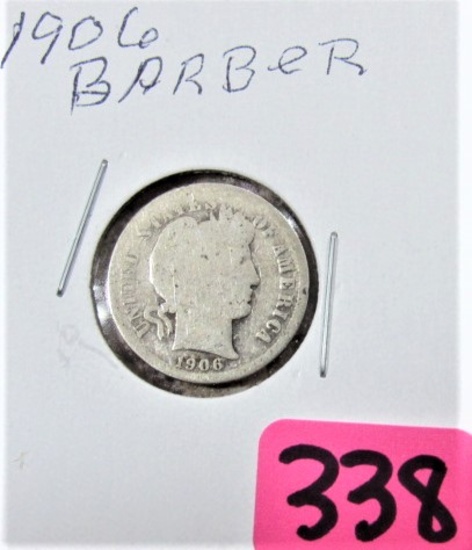 1906
BARBeR
UNITED STATES OF AMERICA
1906
338